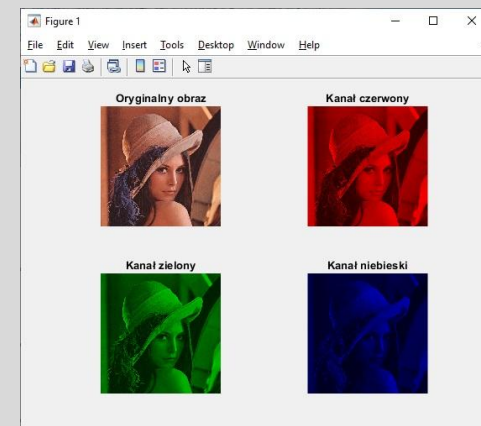 Figure 1
File Edit View Insert Tools Desktop Window Help
Oryginalny obraz Kanał czerwony
Kanał zielony Kanał niebieski